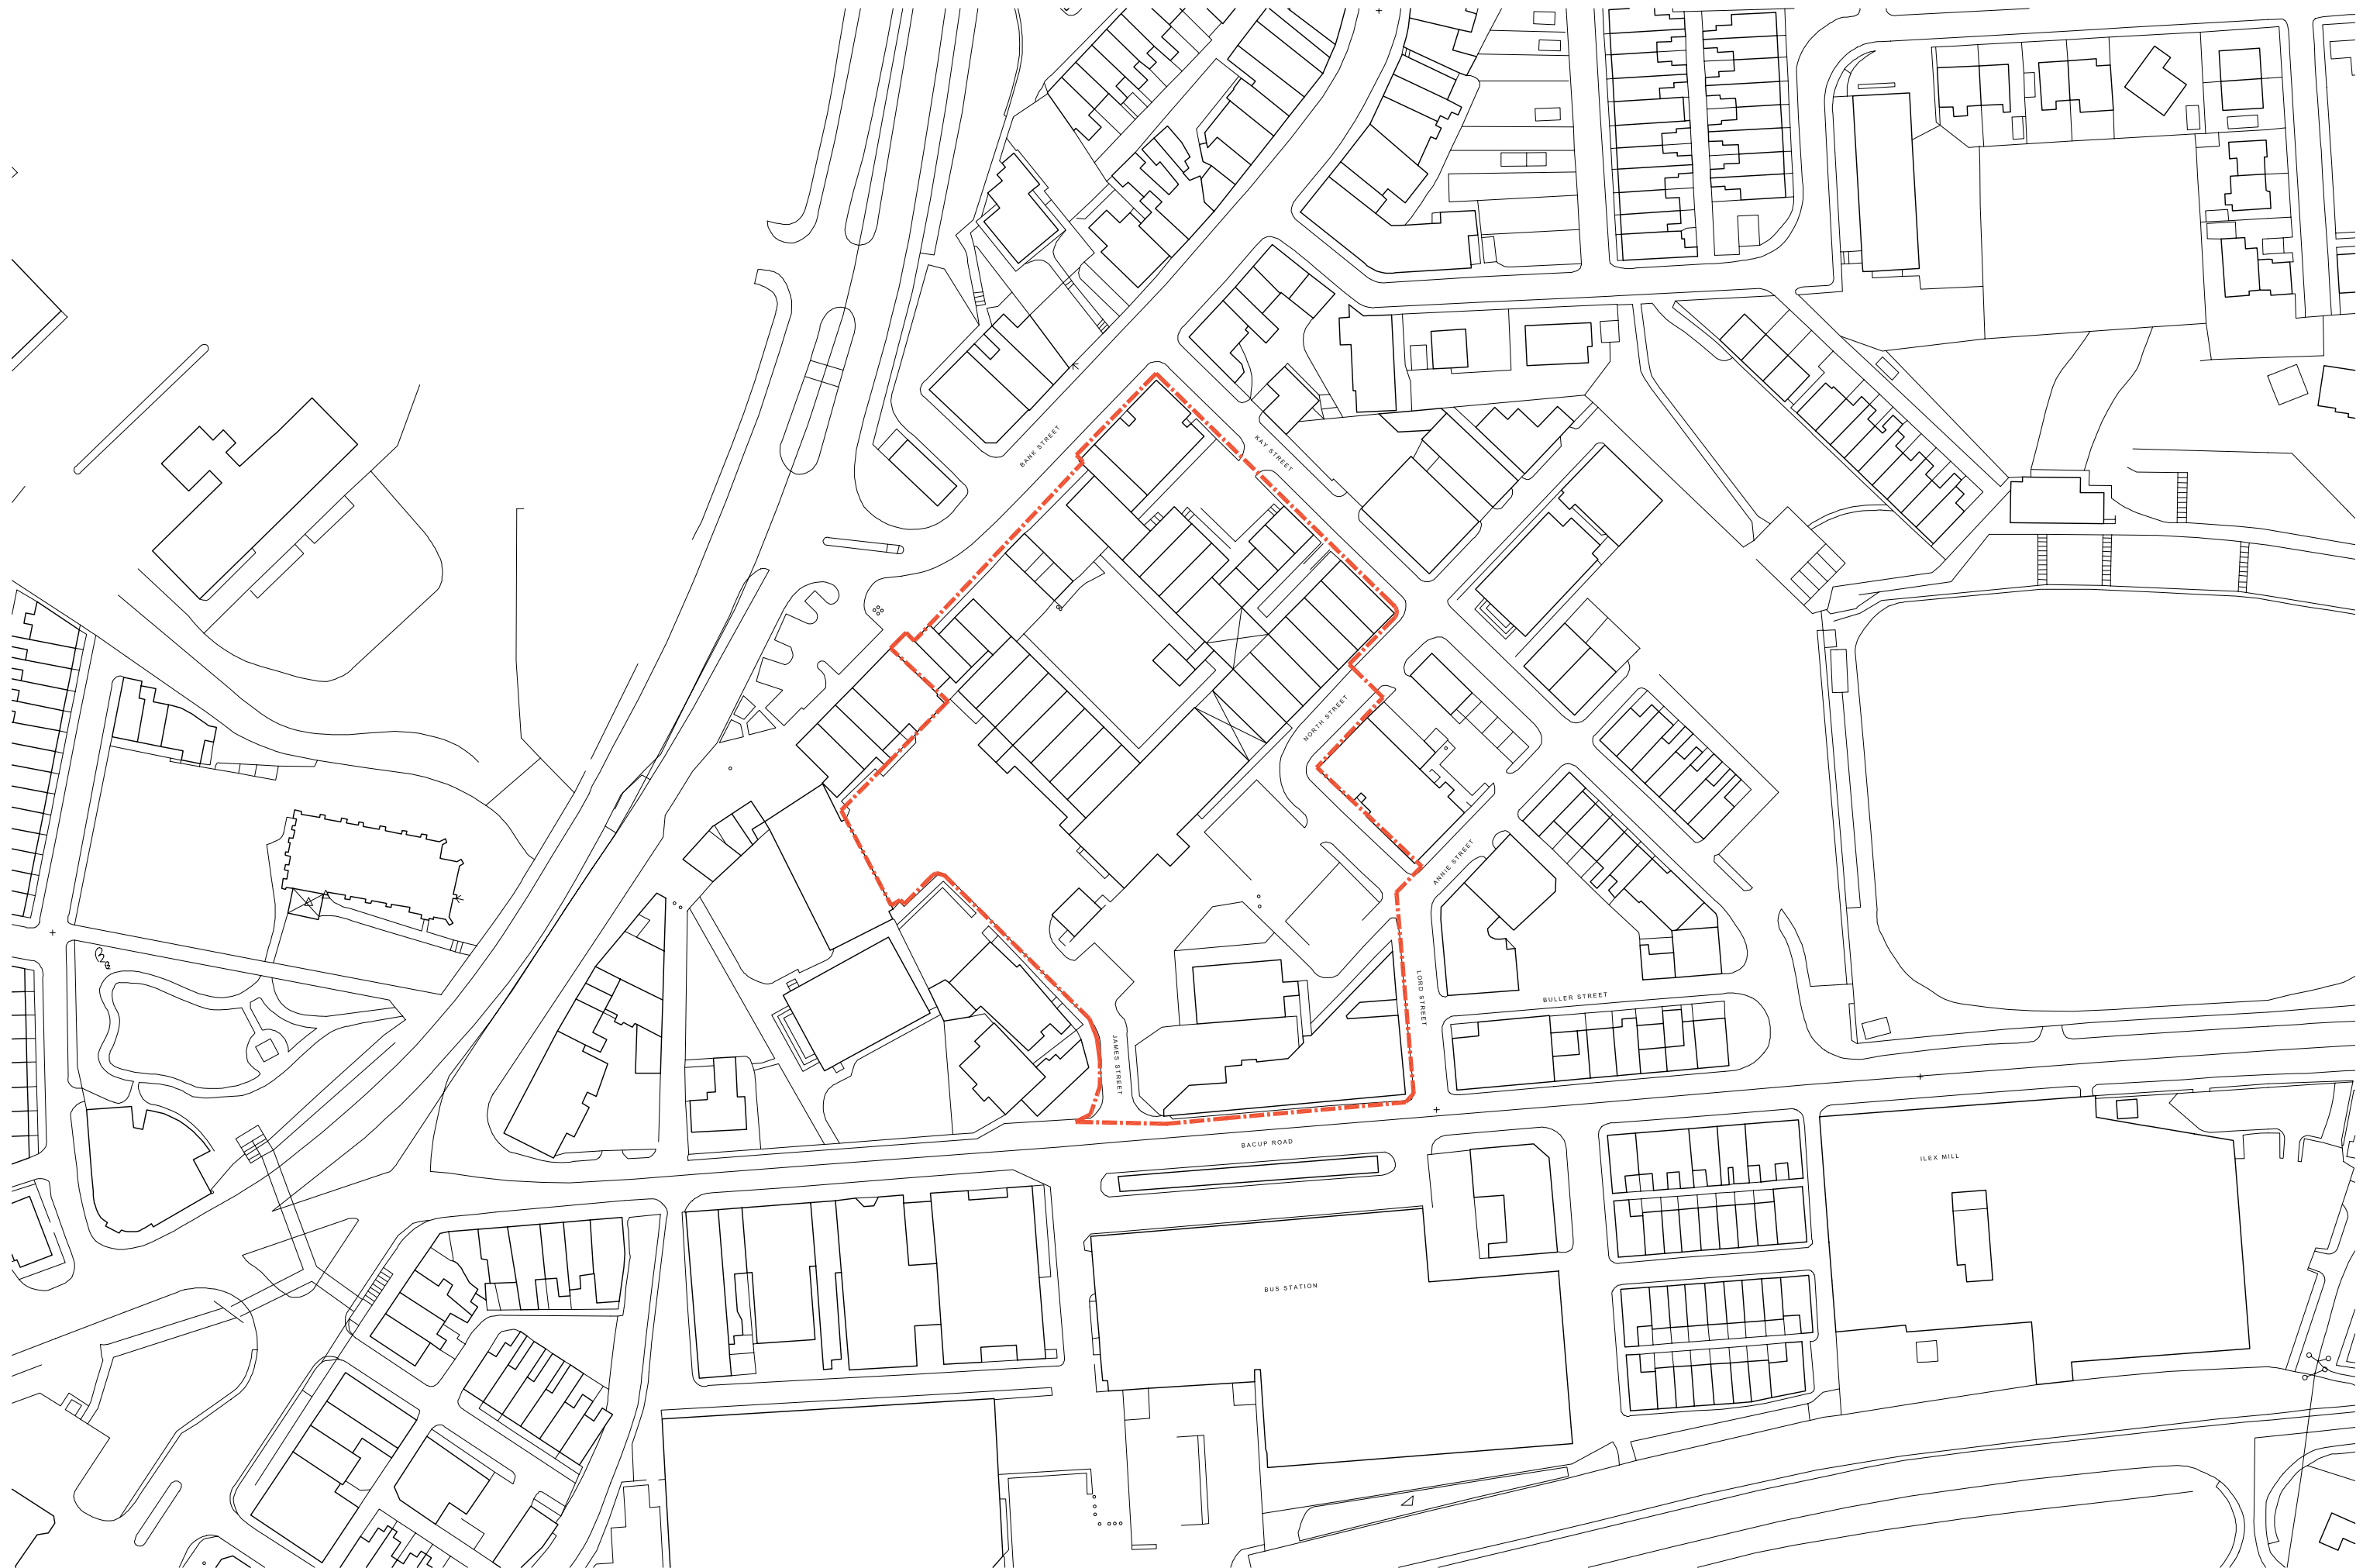 BANK STREET
KAY STREET
NORTH STREET
ANNIE STREET
LORD STREET
BULLER STREET
JAMES STREET
BACUP ROAD
ILEX MILL
BUS STATION